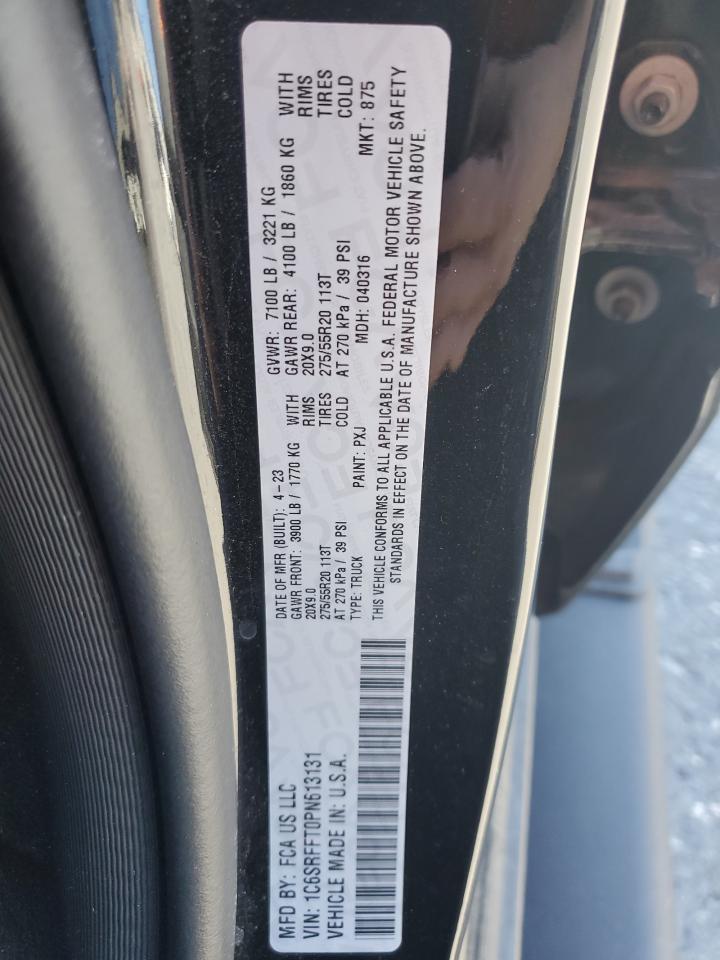 MFD BY: FCA US LLC
VIN: 1C6SRFFT0PN613131
VEHICLE MADE IN: U.S.A.
DATE OF MFR (BUILT): 4-23 GVWR: 7100 LB / 3221 KG
GAWR FRONT: 3900 LB / 1770 KG WITH GAWR REAR: 4100 LB / 1860 KG WITH
20X9.0 RIMS 20X9.0 RIMS
275/55R20 113T TIRES 275/55R20 113T TIRES
AT 270 kPa / 39 PSI COLD AT 270 kPa / 39 PSI COLD
TYPE: TRUCK PAINT: PXJ MDH: 040316 MKT: 875
THIS VEHICLE CONFORMS TO ALL APPLICABLE U.S.A. FEDERAL MOTOR VEHICLE SAFETY
STANDARDS IN EFFECT ON THE DATE OF MANUFACTURE SHOWN ABOVE.